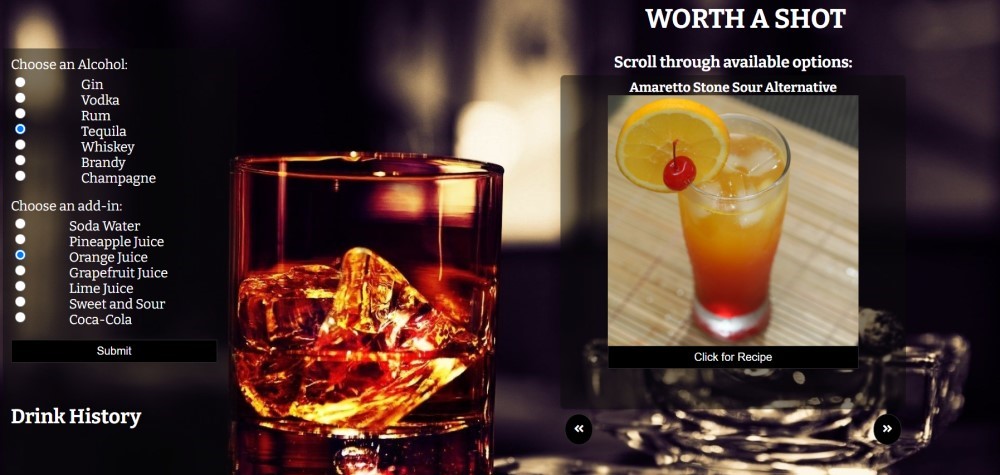 WORTH A SHOT
Choose an Alcohol:
Gin
Vodka
Rum
Tequila
Whiskey
Brandy
Champagne
Choose an add-in:
Soda Water
Pineapple Juice
Orange Juice
Grapefruit Juice
Lime Juice
Sweet and Sour
Coca-Cola
Submit
Drink History
Scroll through available options:
Amaretto Stone Sour Alternative
Click for Recipe
«
»